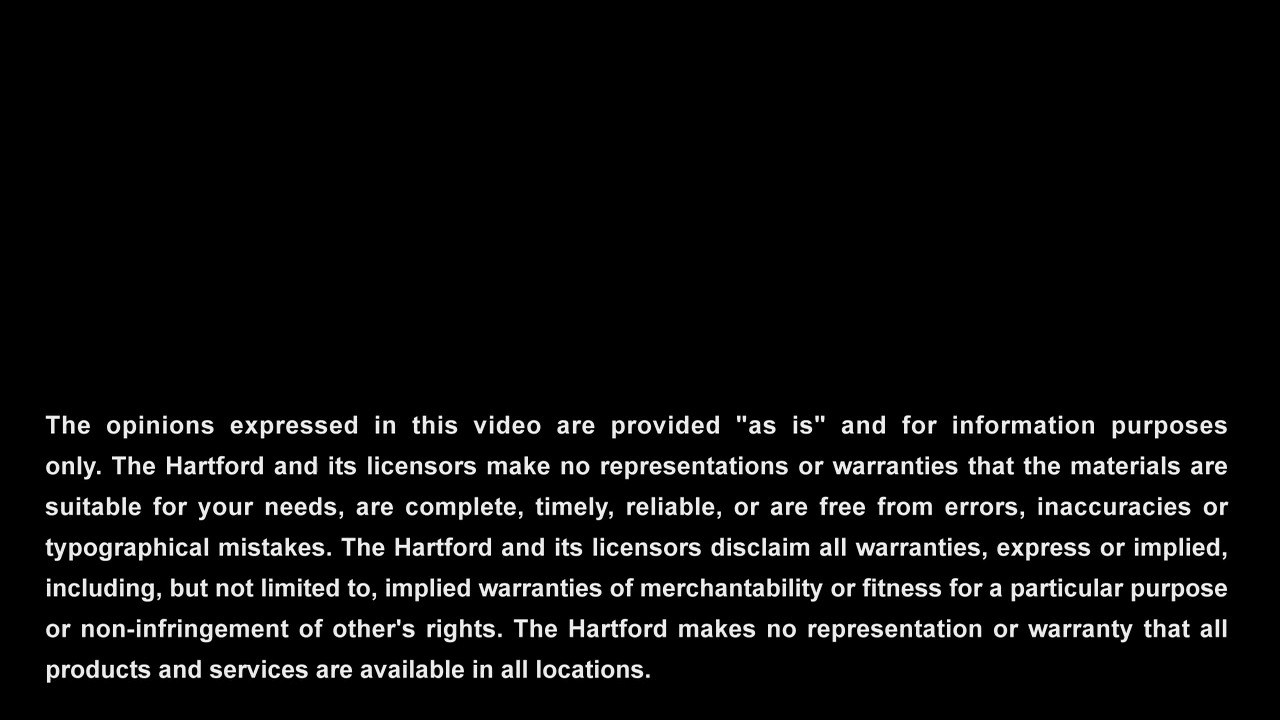 The opinions expressed in this video are provided "as is" and for information purposes
only. The Hartford and its licensors make no representations or warranties that the materials are
suitable for your needs, are complete, timely, reliable, or are free from errors, inaccuracies or
typographical mistakes. The Hartford and its licensors disclaim all warranties, express or implied,
including, but not limited to, implied warranties of merchantability or fitness for a particular purpose
or non-infringement of other's rights. The Hartford makes no representation or warranty that all
products and services are available in all locations.